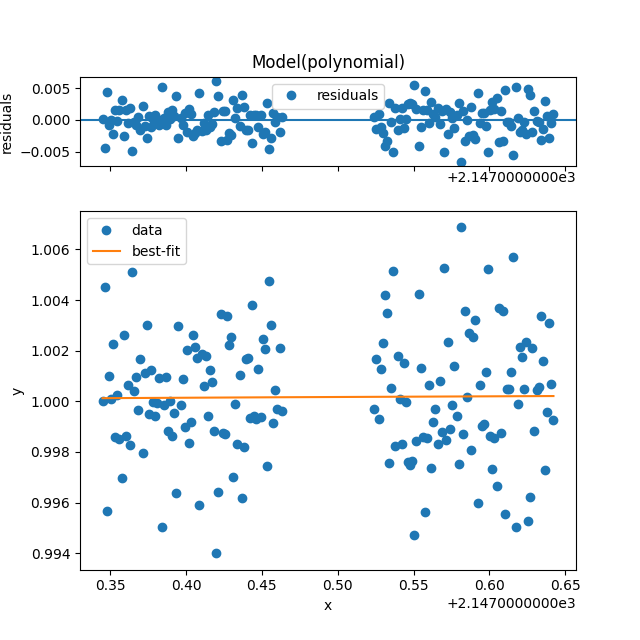 Model(polynomial)
residuals
0.005
0.000
−0.005
residuals
+2.1470000000e3
y
1.006
1.004
1.002
1.000
0.998
0.996
0.994
data
best-fit
0.35 0.40 0.45 0.50 0.55 0.60 0.65
x
+2.1470000000e3